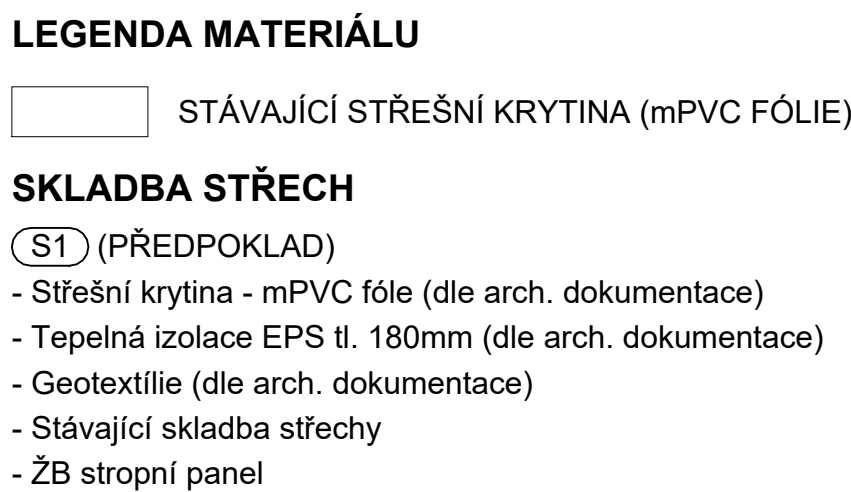 LEGENDA MATERIÁLU
STÁVAJÍCÍ STŘEŠNÍ KRYTINA (mPVC FÓLIE)
SKLADBA STŘECH
S1 (PŘEDPOKLAD)
- Střešní krytina - mPVC fóle (dle arch. dokumentace)
- Tepelná izolace EPS tl. 180mm (dle arch. dokumentace)
- Geotextílie (dle arch. dokumentace)
- Stávající skladba střechy
- ŽB stropní panel